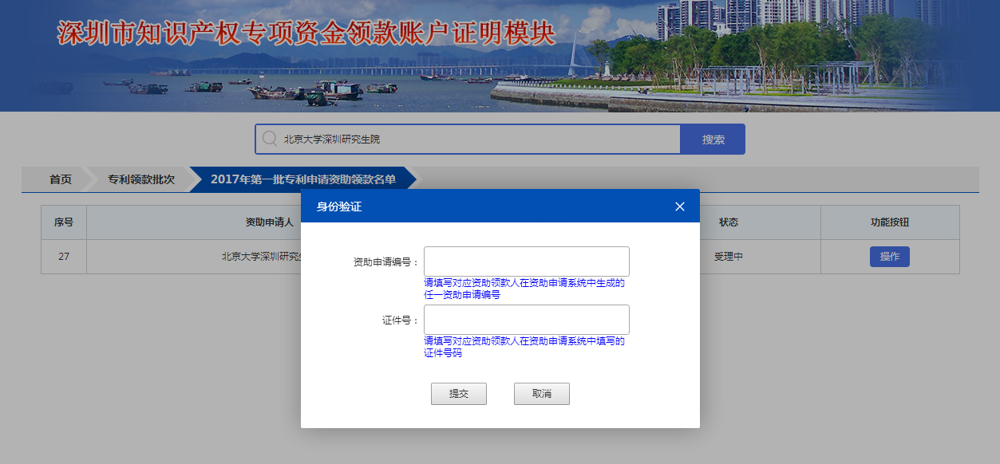 深圳市知识产权专项资金领款账户证明模块
北京大学深圳研究生院
搜索
首页
专利领款批次
2017年第一批专利申请资助领款名单
身份验证
序号
资助申请人
状态
功能按钮
27
北京大学深圳研究
受理中
操作
资助申请编号：
请填写对应资助领款人在资助申请系统中生成的
任一资助申请编号
证件号：
请填写对应资助领款人在资助申请系统中填写的
证件号码
提交
取消